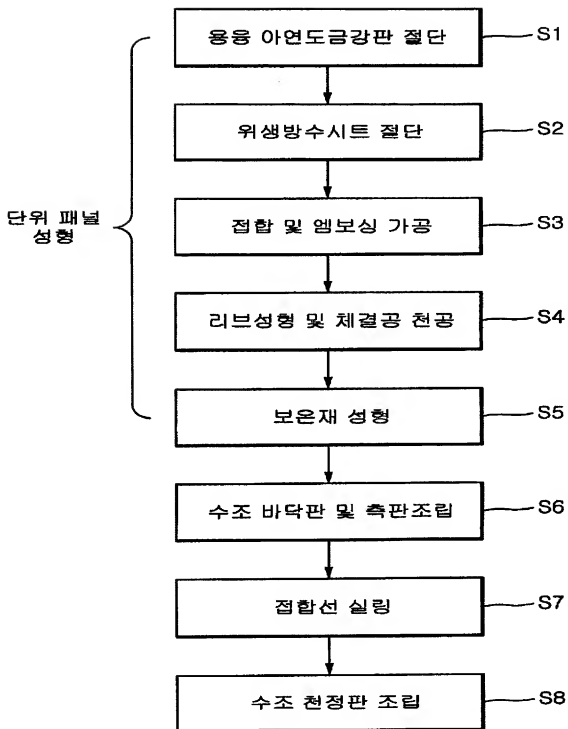 용융 아연도금강판 절단
S1
위생방수시트 절단
S2
단위 패널
성형
접합 및 엠보싱 가공
S3
리브성형 및 체결공 천공
S4
보온재 성형
S5
수조 바닥판 및 측판조립
S6
접합선 실링
S7
수조 천정판 조립
S8